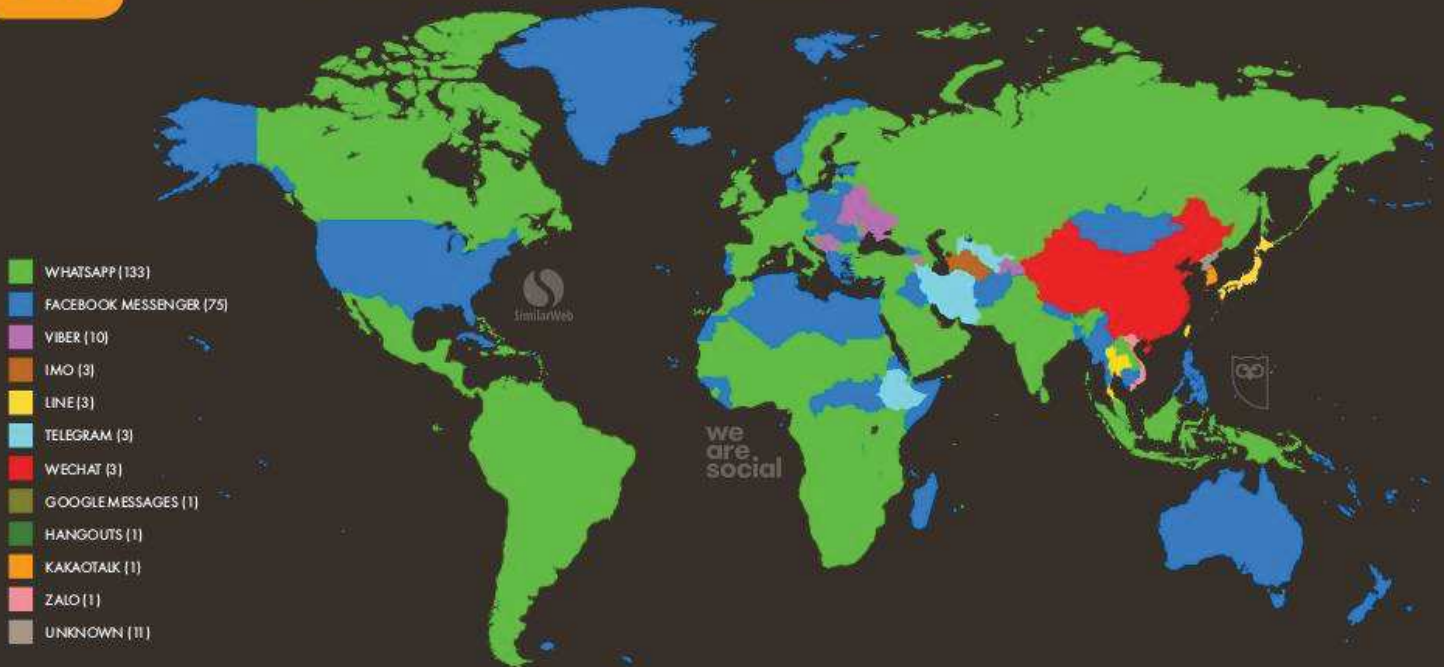 WHATSAPP (133)
FACEBOOK MESSENGER (75)
VIBER (10)
IMO (3)
LINE (3)
TELEGRAM (3)
WECHAT (3)
GOOGLE MESSAGES (1)
HANGOUTS (1)
KAKAOTALK (1)
ZALO (1)
UNKNOWN (11)
SimilarWeb
we
are
social